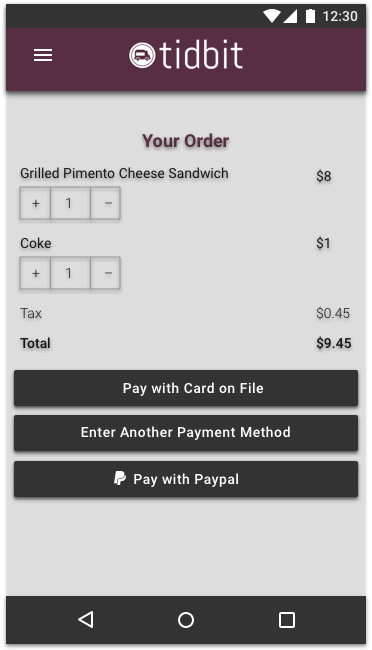 12:30
tidbit
Your Order
Grilled Pimento Cheese Sandwich $8
+ 1 −
Coke $1
+ 1 −
Tax $0.45
Total $9.45
Pay with Card on File
Enter Another Payment Method
Pay with Paypal